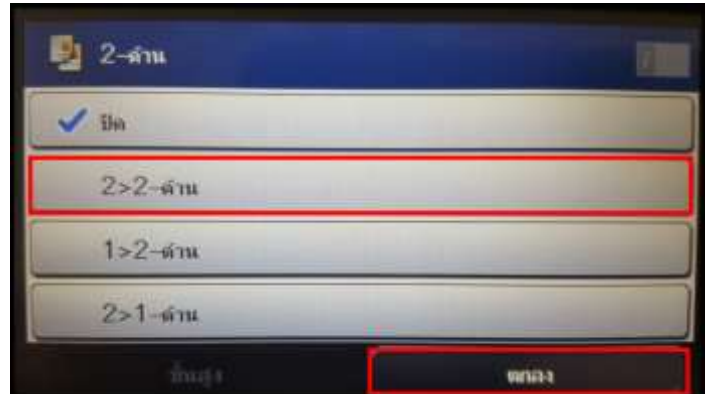 2-ด้าน
ปิด
2>2-ด้าน
1>2-ด้าน
2>1-ด้าน
ขั้นสูง
ตกลง